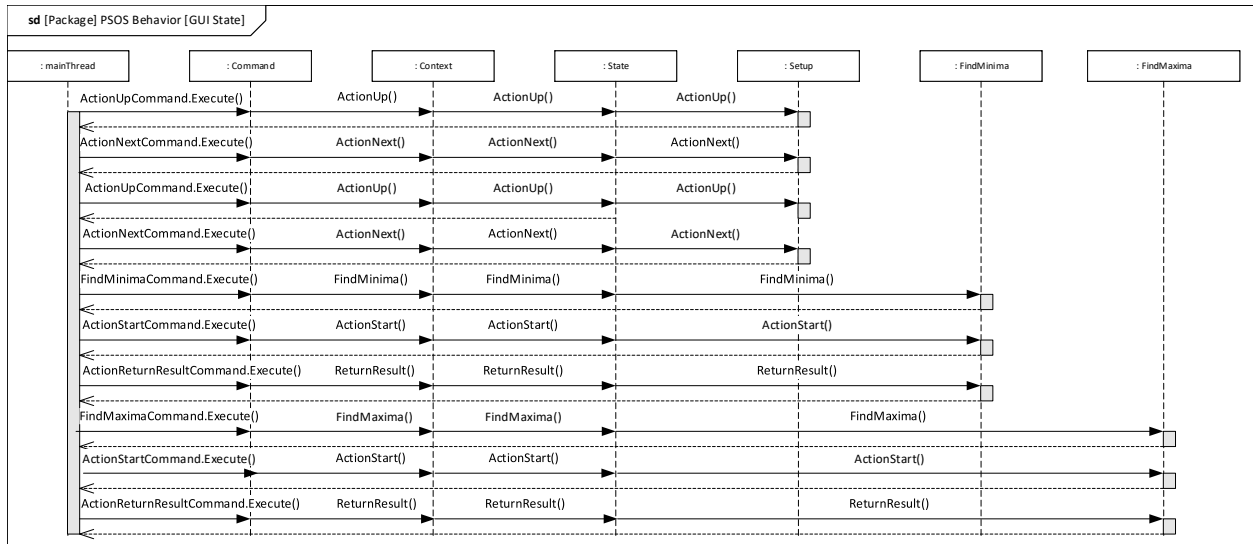 sd [Package] PSOS Behavior [GUI State]
: mainThread : Command : Context : State : Setup : FindMinima : FindMaxima
ActionUpCommand.Execute() ActionUp() ActionUp() ActionUp()
ActionNextCommand.Execute() ActionNext() ActionNext() ActionNext()
ActionUpCommand.Execute() ActionUp() ActionUp() ActionUp()
ActionNextCommand.Execute() ActionNext() ActionNext() ActionNext()
FindMinimaCommand.Execute() FindMinima() FindMinima() FindMinima()
ActionStartCommand.Execute() ActionStart() ActionStart() ActionStart()
ActionReturnResultCommand.Execute() ReturnResult() ReturnResult() ReturnResult()
FindMaximaCommand.Execute() FindMaxima() FindMaxima() FindMaxima()
ActionStartCommand.Execute() ActionStart() ActionStart() ActionStart()
ActionReturnResultCommand.Execute() ReturnResult() ReturnResult() ReturnResult()